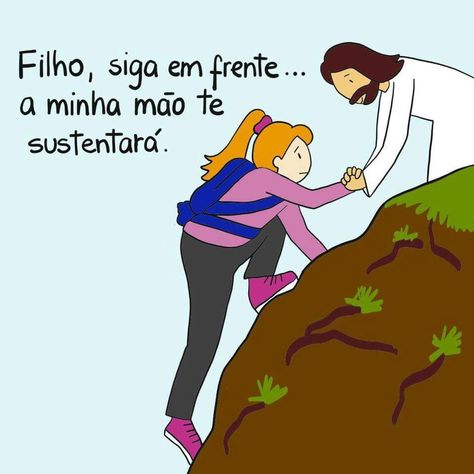 Filho, siga em frente...
a minha mão te
sustentará.